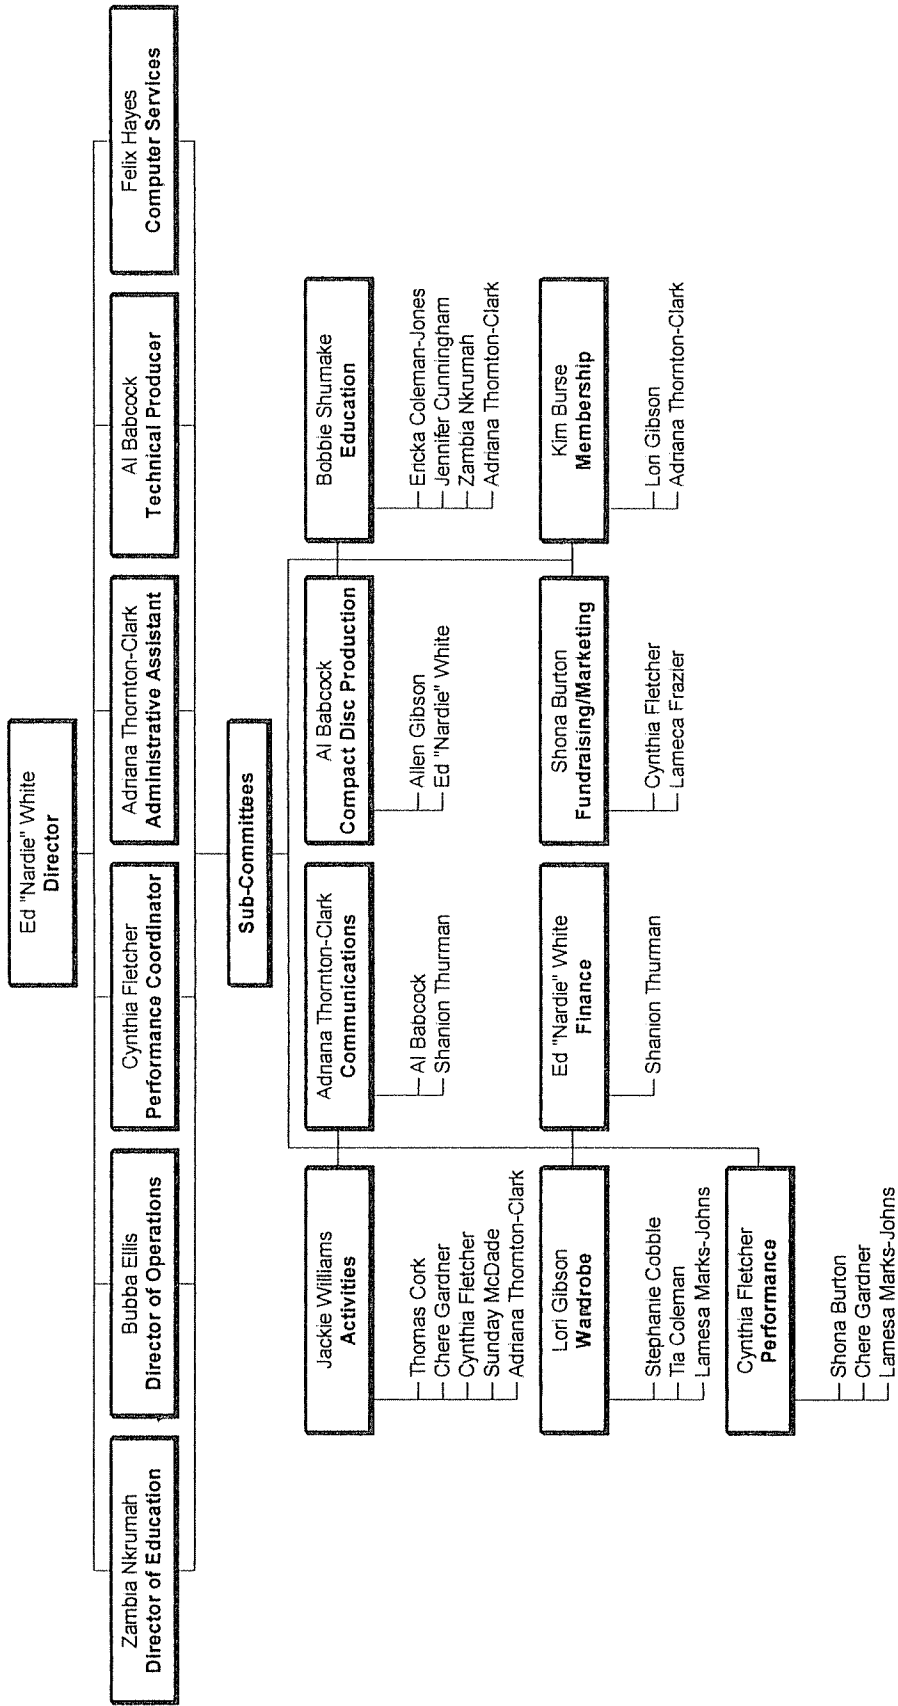 Ed "Nardie" White
Director
Zambia Nkrumah
Director of Education
Bubba Ellis
Director of Operations
Cynthia Fletcher
Performance Coordinator
Adriana Thornton-Clark
Administrative Assistant
Al Babcock
Technical Producer
Felix Hayes
Computer Services
Sub-Committees
Jackie Williams
Activities
Thomas Cork
Chere Gardner
Cynthia Fletcher
Sunday McDade
Adriana Thornton-Clark
Adriana Thornton-Clark
Communications
Al Babcock
Shanion Thurman
Al Babcock
Compact Disc Production
Allen Gibson
Ed "Nardie" White
Bobbie Shumake
Education
Ericka Coleman-Jones
Jennifer Cunningham
Zambia Nkrumah
Adriana Thornton-Clark
Lori Gibson
Wardrobe
Stephanie Cobble
Tia Coleman
Lamesa Marks-Johns
Ed "Nardie" White
Finance
Shanion Thurman
Shona Burton
Fundraising/Marketing
Cynthia Fletcher
Lameca Frazier
Kim Burse
Membership
Lori Gibson
Adriana Thornton-Clark
Cynthia Fletcher
Performance
Shona Burton
Chere Gardner
Lamesa Marks-Johns